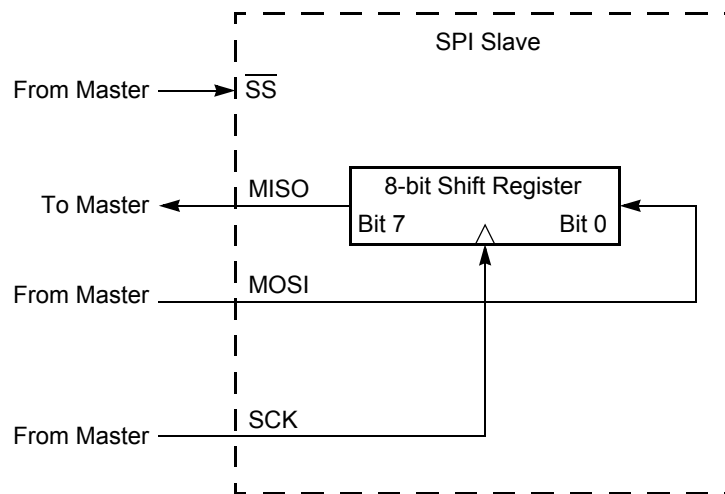 SPI Slave
From Master
S̅S̅
8-bit Shift Register
MISO
To Master
Bit 7
Bit 0
MOSI
From Master
SCK
From Master